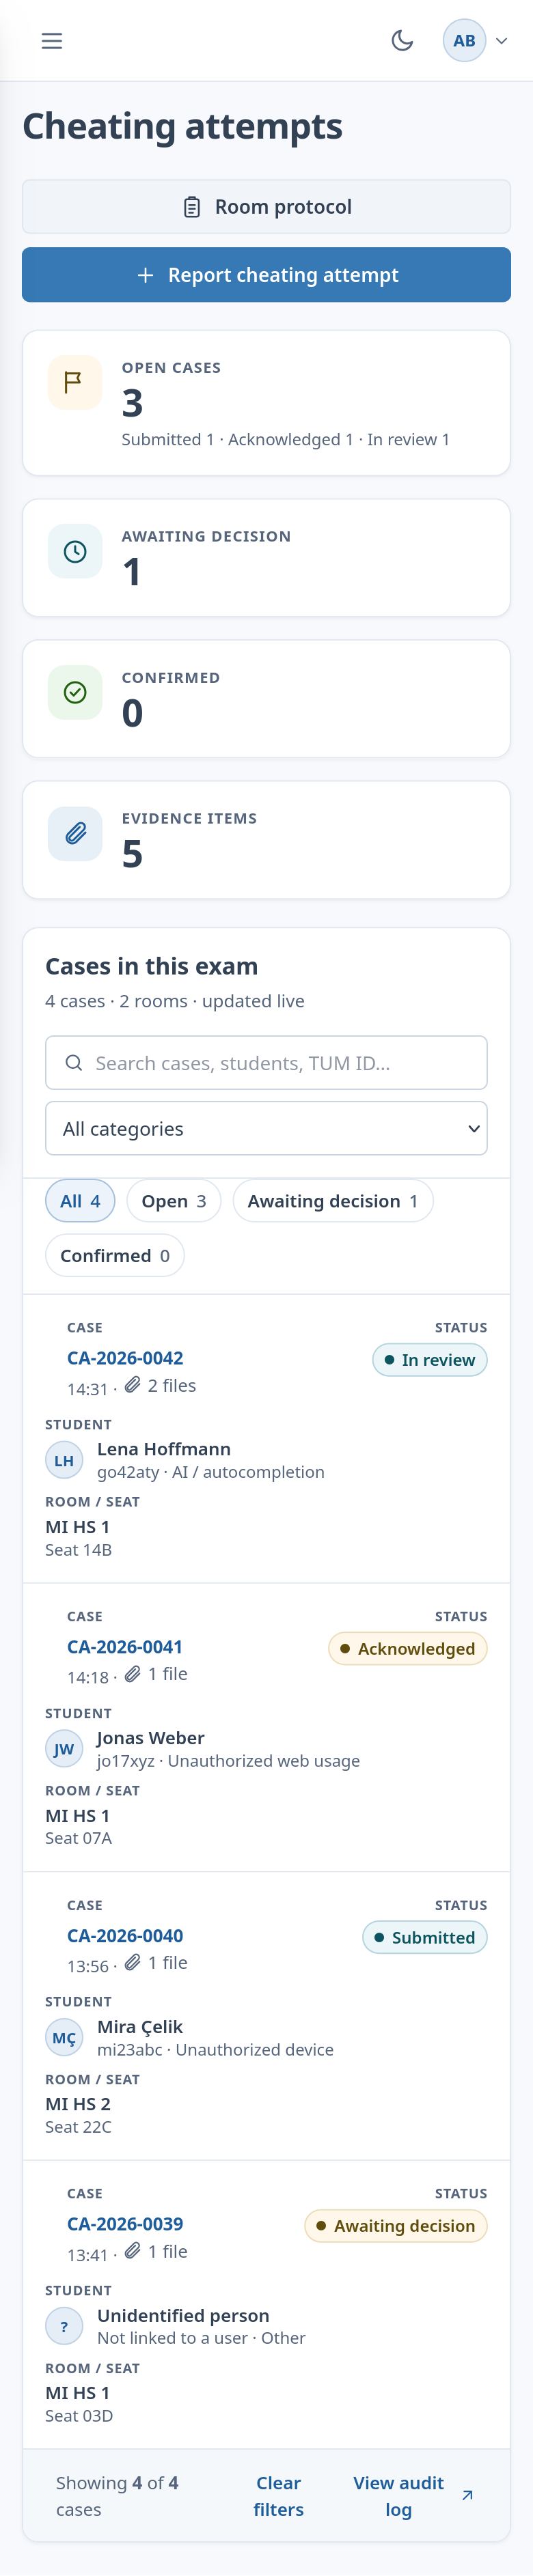 AB
Cheating attempts
Room protocol
Report cheating attempt
OPEN CASES
3
Submitted 1 · Acknowledged 1 · In review 1
AWAITING DECISION
1
CONFIRMED
0
EVIDENCE ITEMS
5
Cases in this exam
4 cases · 2 rooms · updated live
Search cases, students, TUM ID...
All categories
All 4 Open 3 Awaiting decision 1
Confirmed 0
CASE STATUS
CA-2026-0042 In review
14:31 · 2 files
STUDENT
LH Lena Hoffmann
go42aty · AI / autocompletion
ROOM / SEAT
MI HS 1
Seat 14B
CASE STATUS
CA-2026-0041 Acknowledged
14:18 · 1 file
STUDENT
JW Jonas Weber
jo17xyz · Unauthorized web usage
ROOM / SEAT
MI HS 1
Seat 07A
CASE STATUS
CA-2026-0040 Submitted
13:56 · 1 file
STUDENT
MÇ Mira Çelik
mi23abc · Unauthorized device
ROOM / SEAT
MI HS 2
Seat 22C
CASE STATUS
CA-2026-0039 Awaiting decision
13:41 · 1 file
STUDENT
? Unidentified person
Not linked to a user · Other
ROOM / SEAT
MI HS 1
Seat 03D
Showing 4 of 4 Clear View audit
cases filters log